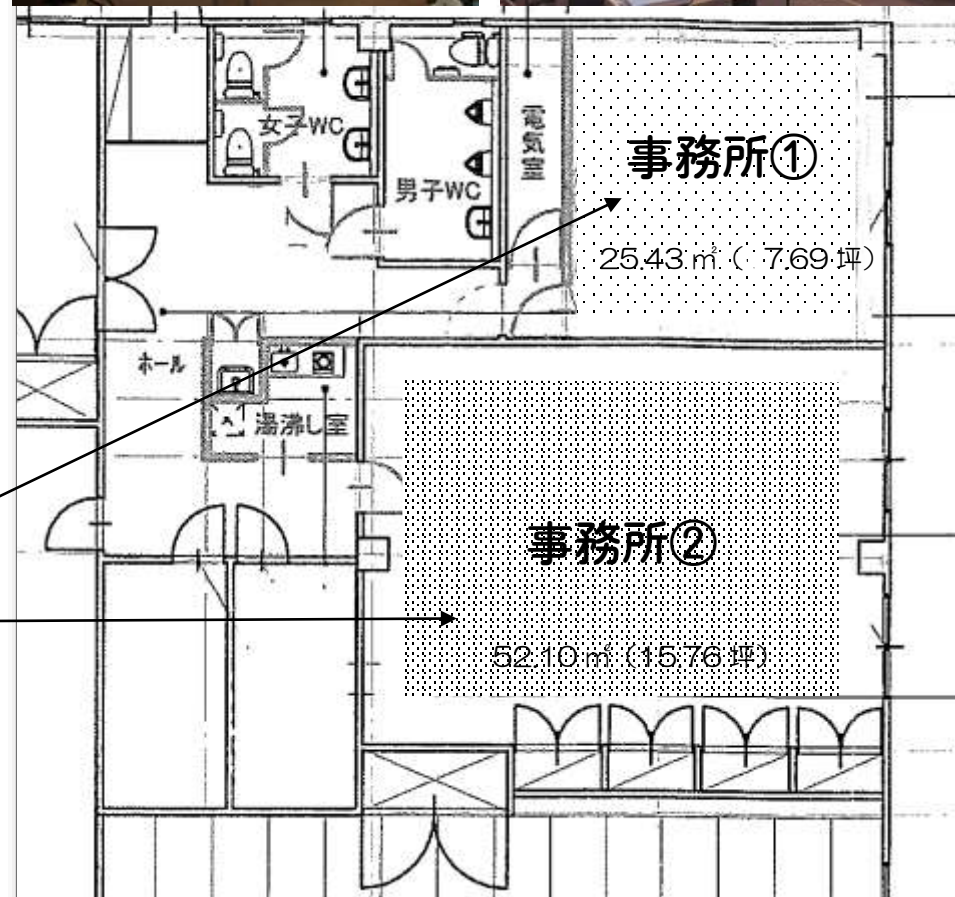 女子WC
電気室
事務所①
男子WC
25.43㎡（ 7.69坪）
ホール
湯沸し室
事務所②
52.10㎡（15.76坪）